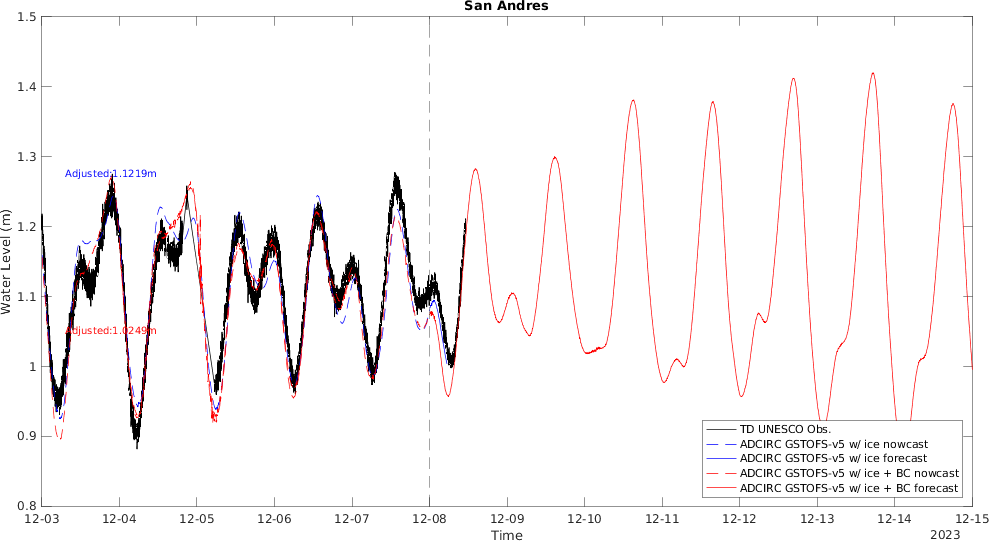 San Andres
1.5
1.4
1.3
1.2
1.1
1
0.9
0.8
Water Level (m)
Adjusted:1.1219m
Adjusted:1.0249m
TD UNESCO Obs.
ADCIRC GSTOFS-v5 w/ ice nowcast
ADCIRC GSTOFS-v5 w/ ice forecast
ADCIRC GSTOFS-v5 w/ ice + BC nowcast
ADCIRC GSTOFS-v5 w/ ice + BC forecast
12-03 12-04 12-05 12-06 12-07 12-08 12-09 12-10 12-11 12-12 12-13 12-14 12-15
Time
2023